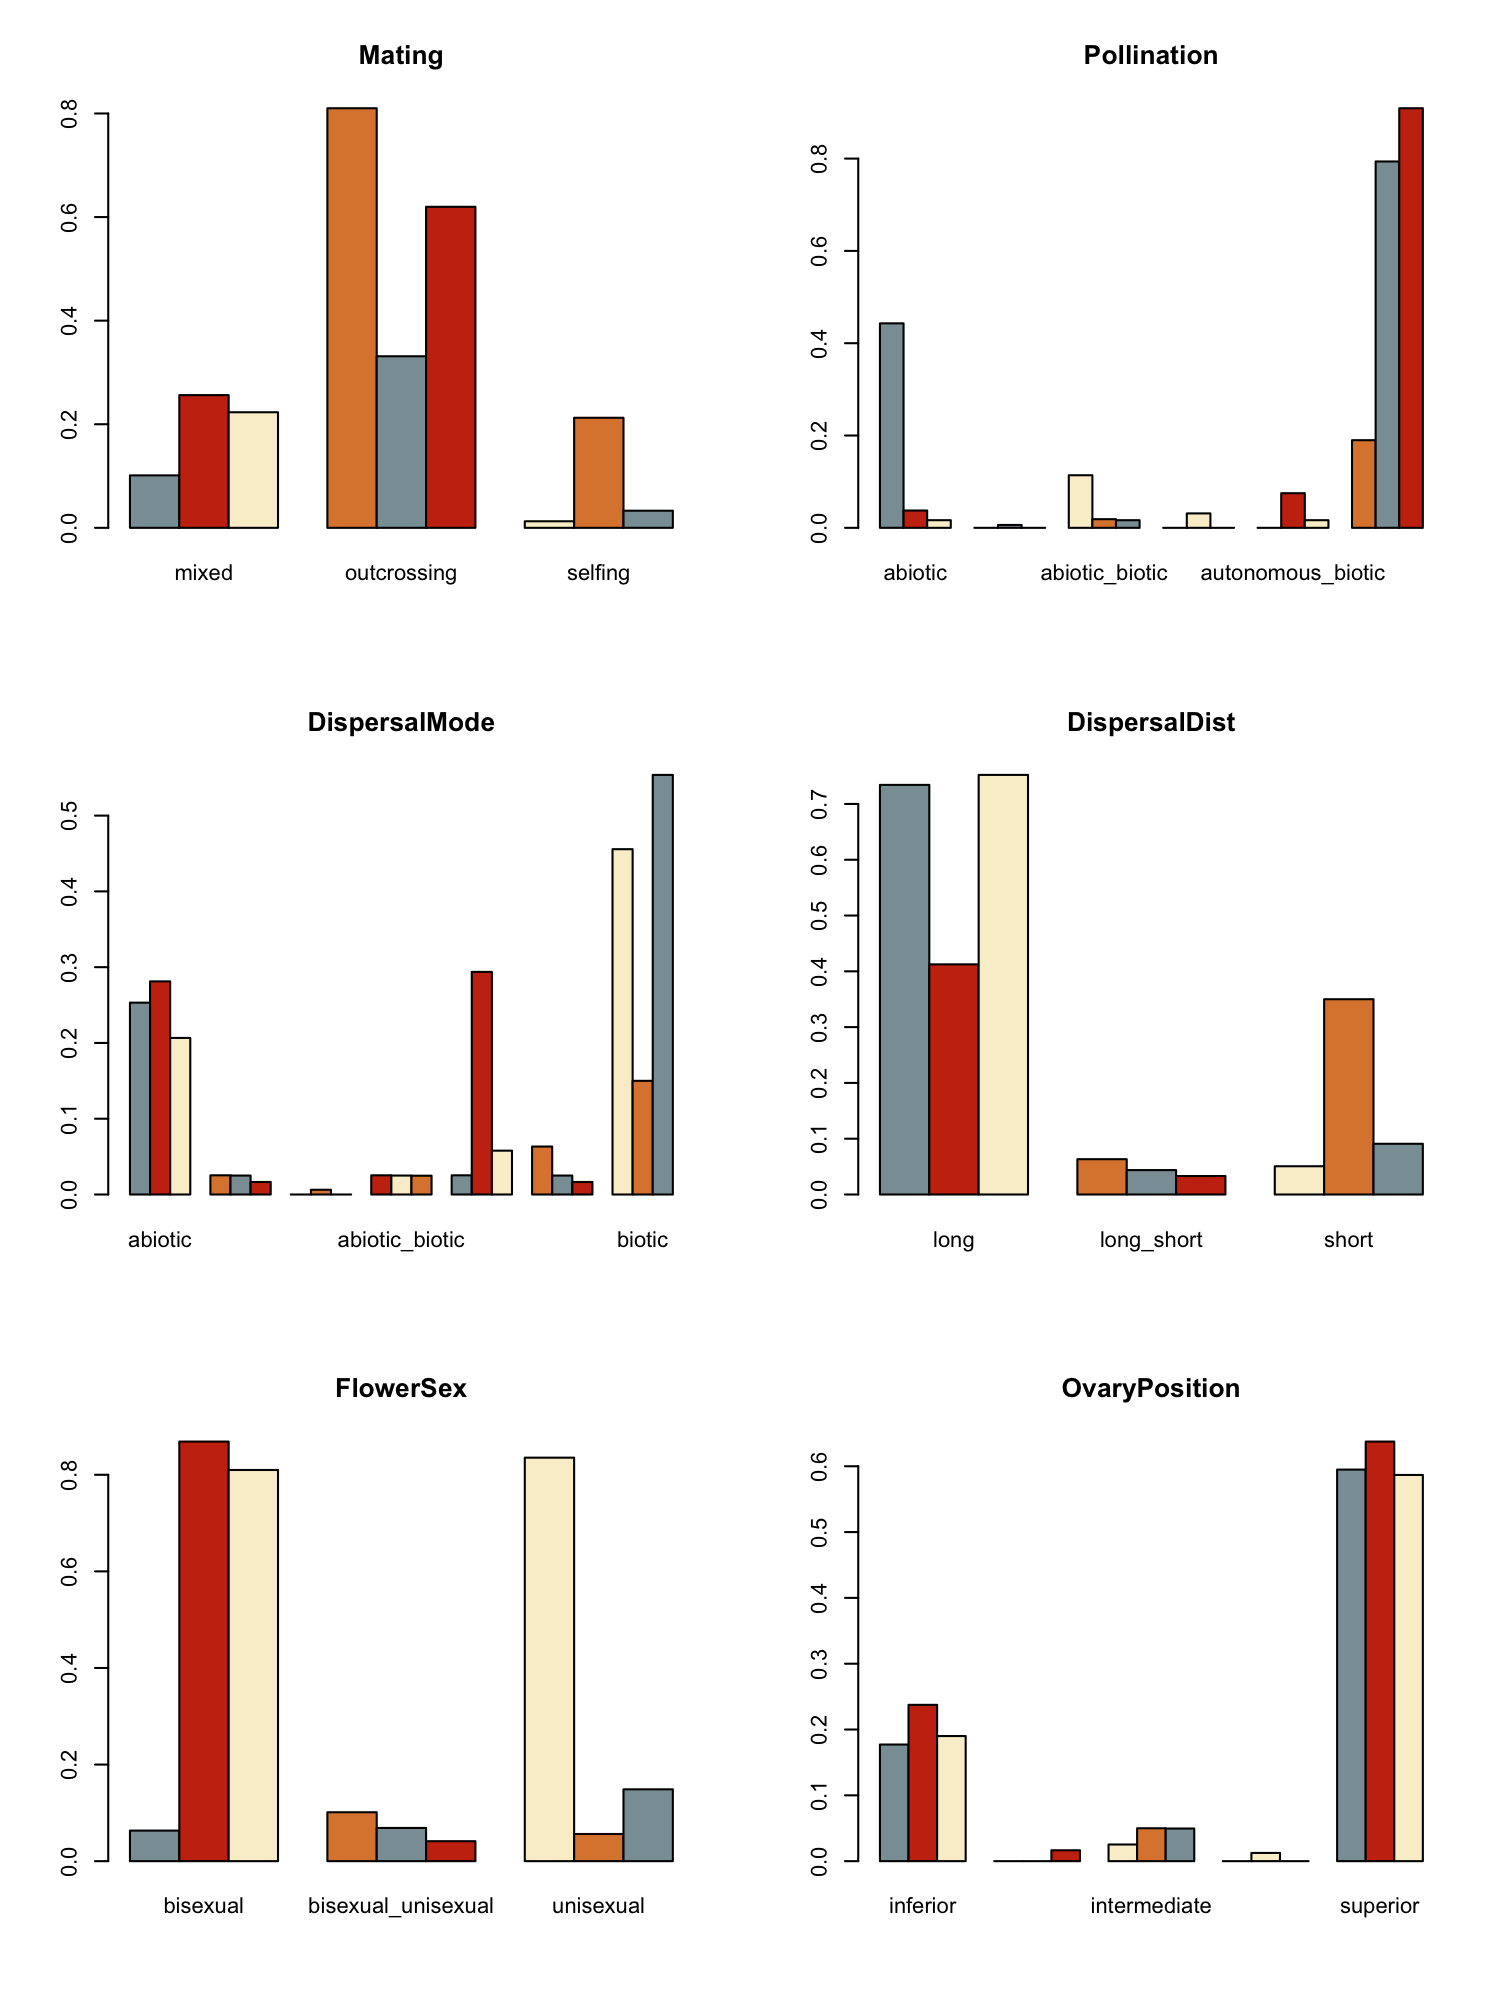 Mating
0.0 0.2 0.4 0.6 0.8
mixed outcrossing selfing
Pollination
0.0 0.2 0.4 0.6 0.8
abiotic abiotic_biotic autonomous_biotic
DispersalMode
0.0 0.1 0.2 0.3 0.4 0.5
abiotic abiotic_biotic biotic
DispersalDist
0.0 0.1 0.2 0.3 0.4 0.5 0.6 0.7
long long_short short
FlowerSex
0.0 0.2 0.4 0.6 0.8
bisexual bisexual_unisexual unisexual
OvaryPosition
0.0 0.1 0.2 0.3 0.4 0.5 0.6
inferior intermediate superior